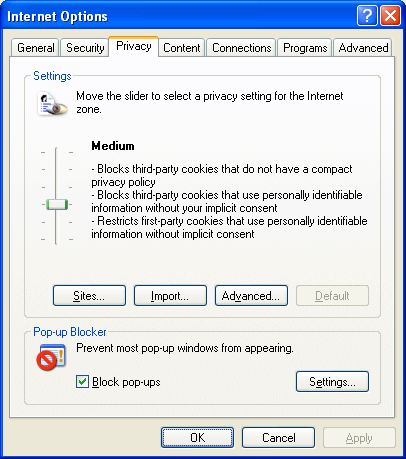 Internet Options
General Security Privacy Content Connections Programs Advanced
Settings
Move the slider to select a privacy setting for the Internet
zone.
Medium
- Blocks third-party cookies that do not have a compact
privacy policy
- Blocks third-party cookies that use personally identifiable
information without your implicit consent
- Restricts first-party cookies that use personally identifiable
information without implicit consent
Sites... Import... Advanced... Default
Pop-up Blocker
Prevent most pop-up windows from appearing.
Block pop-ups Settings...
OK Cancel Apply